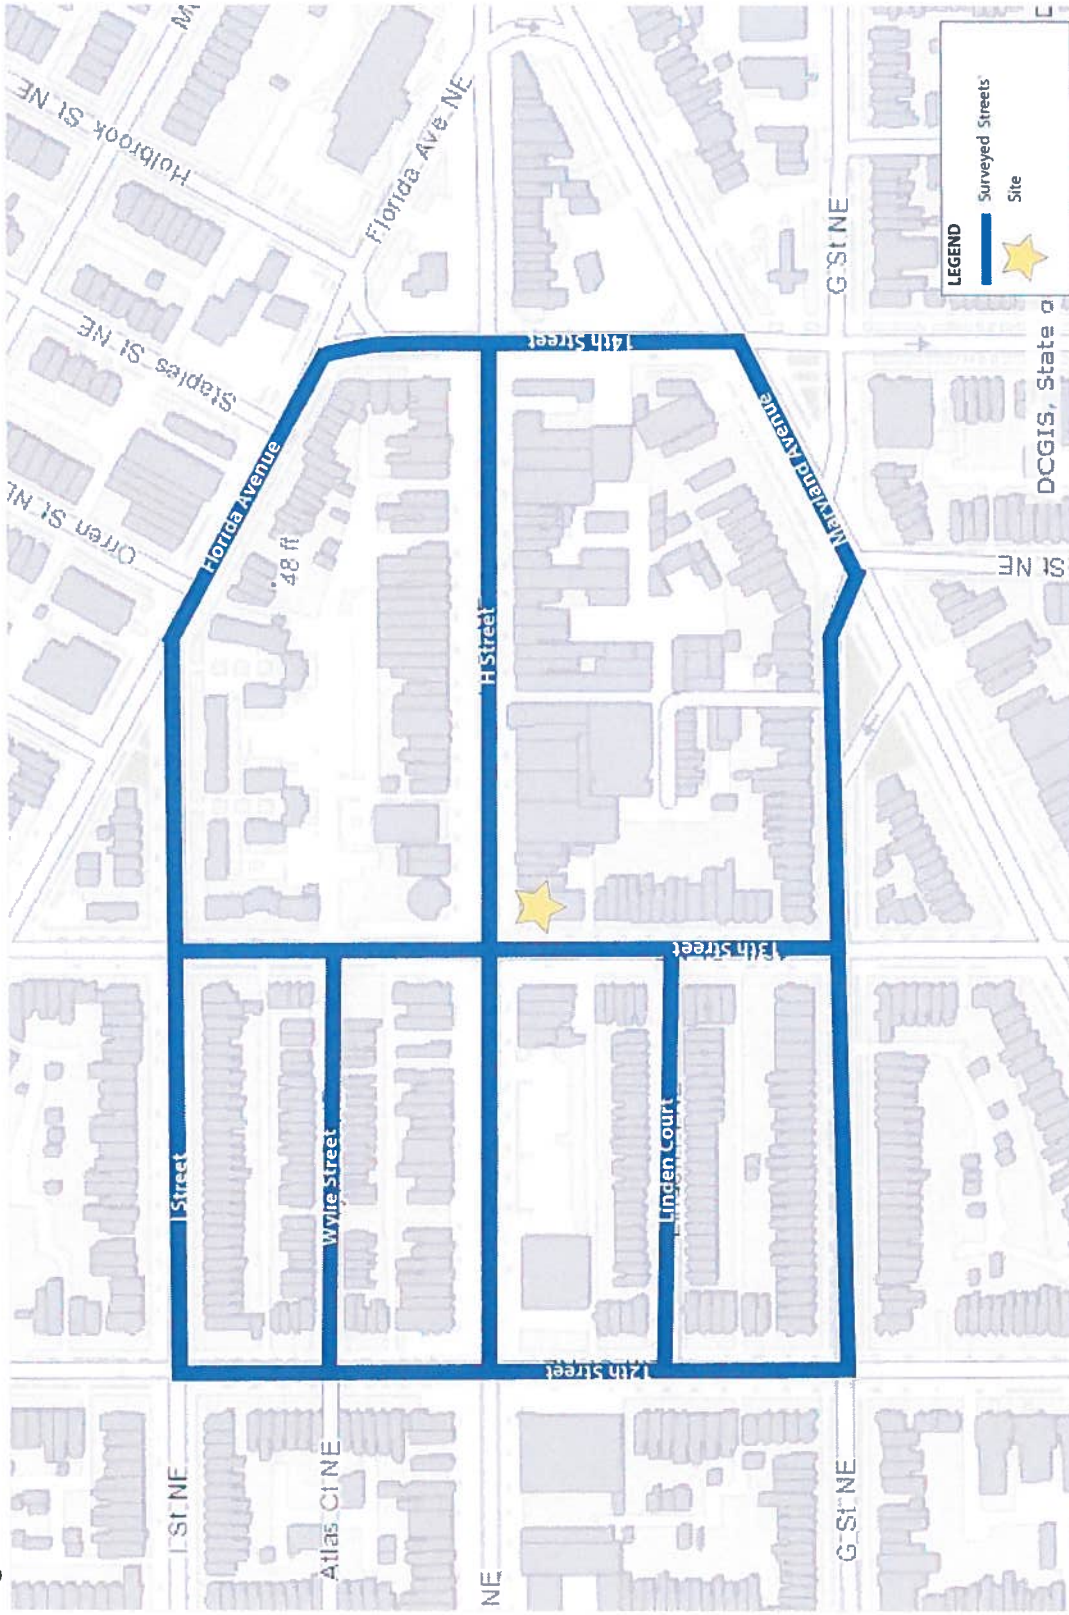 Holbrook St NE
Staples St NE
Orren St NE
Florida Ave NE
Florida Avenue
48 ft
14th Street
H Street
Maryland Avenue
G St NE
St NE
13th Street
I Street
Wylie Street
Linden Court
12th Street
I St NE
Atlas Ct NE
NE
G St NE
LEGEND
Surveyed Streets
Site
DCGIS, State o